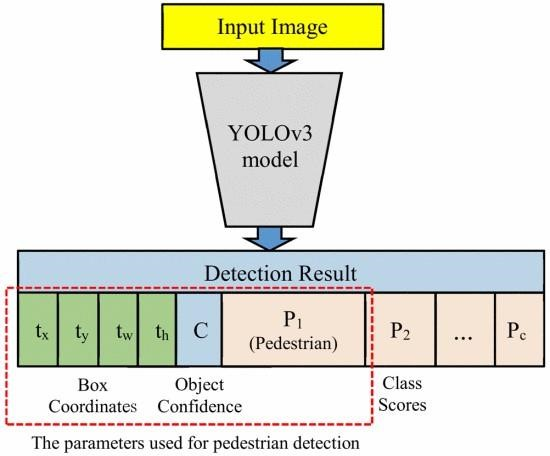 Input Image
YOLOv3
model
Detection Result
tx ty tw th C P1 P2 ... Pc
(Pedestrian)
Box Object Class
Coordinates Confidence Scores
The parameters used for pedestrian detection